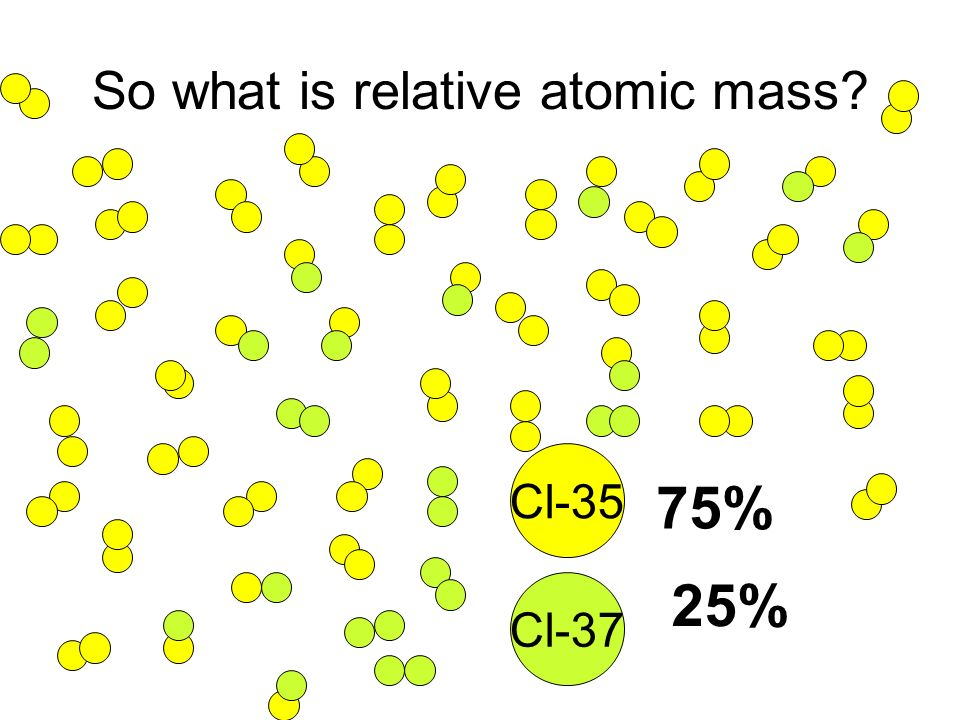 So what is relative atomic mass?
Cl-35 75%
Cl-37 25%